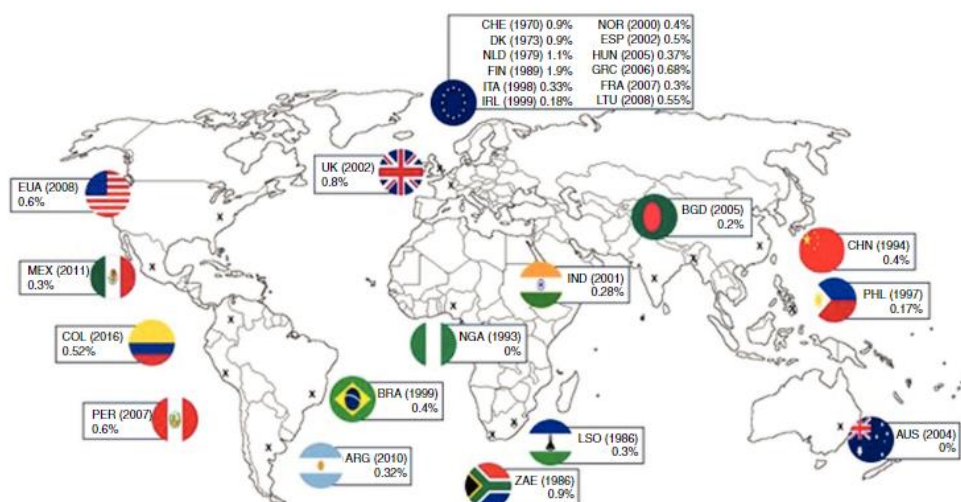 CHE (1970) 0.9%
DK (1973) 0.9%
NLD (1979) 1.1%
FIN (1989) 1.9%
ITA (1998) 0.33%
IRL (1999) 0.18%
NOR (2000) 0.4%
ESP (2002) 0.5%
HUN (2005) 0.37%
GRC (2006) 0.68%
FRA (2007) 0.3%
LTU (2008) 0.55%
UK (2002)
0.8%
EUA (2008)
0.6%
BGD (2005)
0.2%
CHN (1994)
0.4%
MEX (2011)
0.3%
IND (2001)
0.28%
PHL (1997)
0.17%
COL (2016)
0.52%
NGA (1993)
0%
BRA (1999)
0.4%
PER (2007)
0.6%
LSO (1986)
0.3%
AUS (2004)
0%
ARG (2010)
0.32%
ZAE (1986)
0.9%